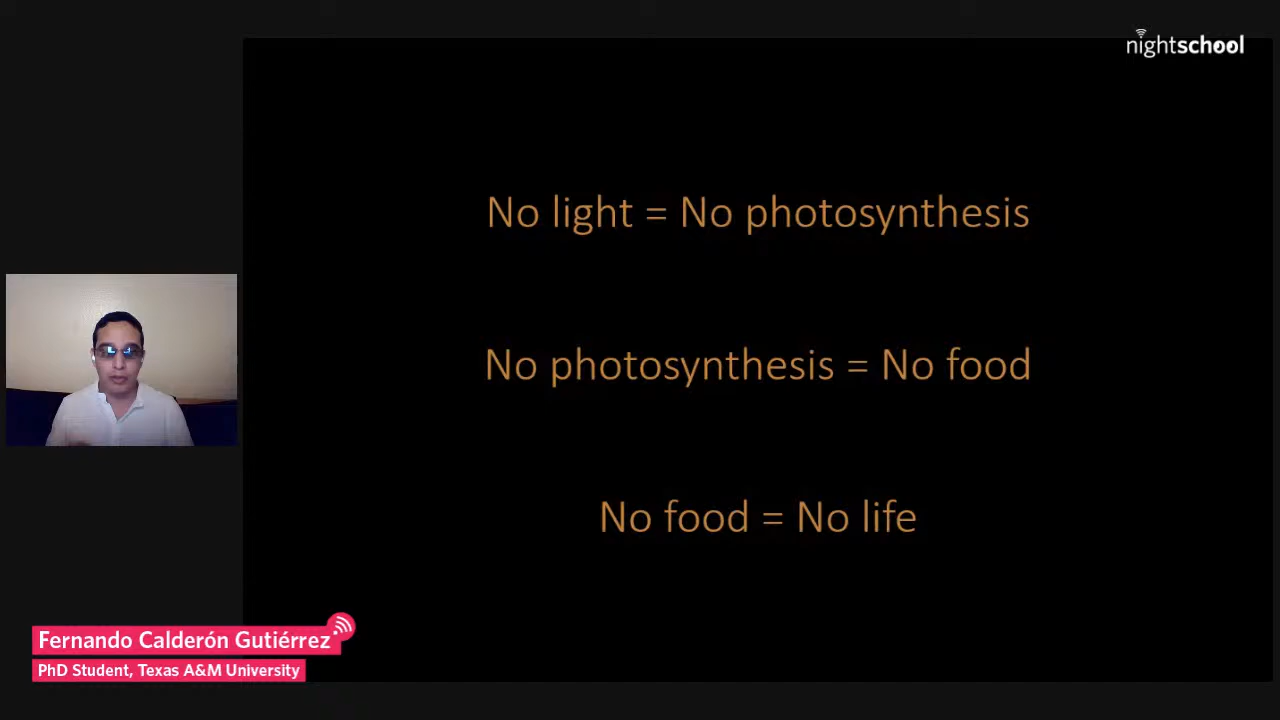 nightschool
No light = No photosynthesis
No photosynthesis = No food
No food = No life
Fernando Calderón Gutiérrez
PhD Student, Texas A&M University